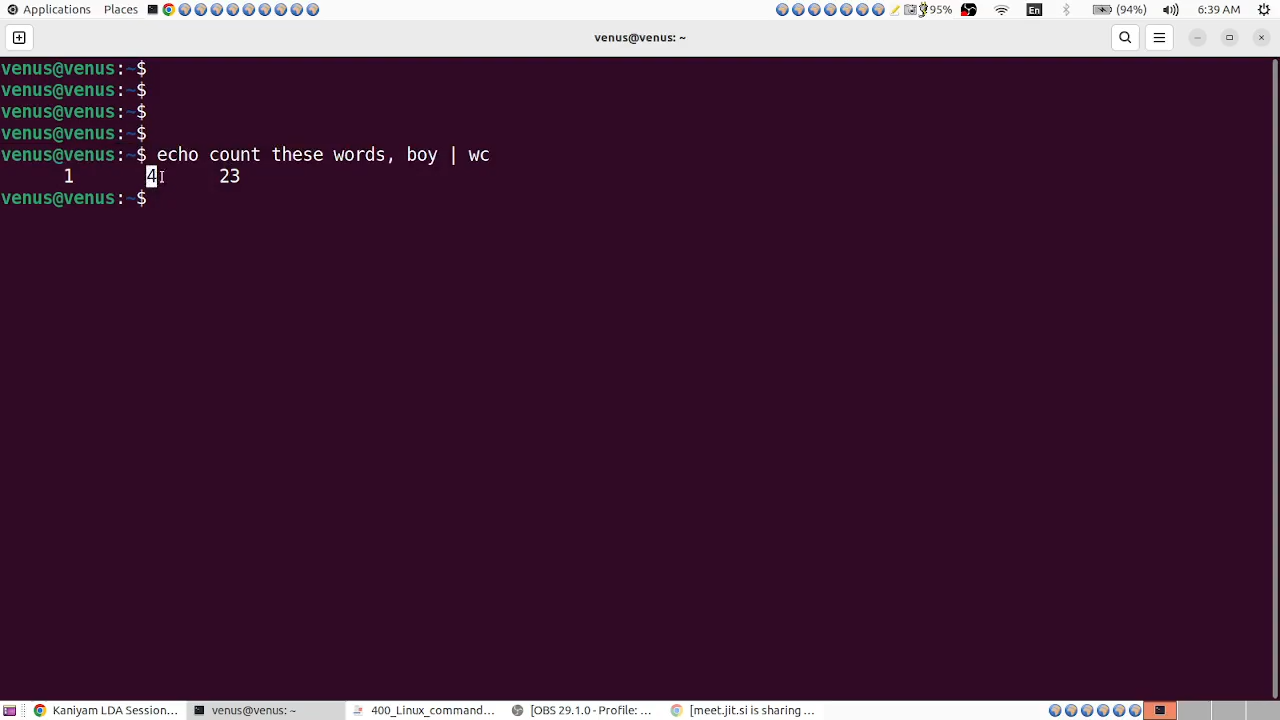 Applications Places 95% En (94%) 6:39 AM
venus@venus: ~
venus@venus:~$
venus@venus:~$
venus@venus:~$
venus@venus:~$
venus@venus:~$ echo count these words, boy | wc
1 4 23
venus@venus:~$
Kaniyam LDA Session... venus@venus: ~ 400_Linux_command... [OBS 29.1.0 - Profile: ... [meet.jit.si is sharing ...